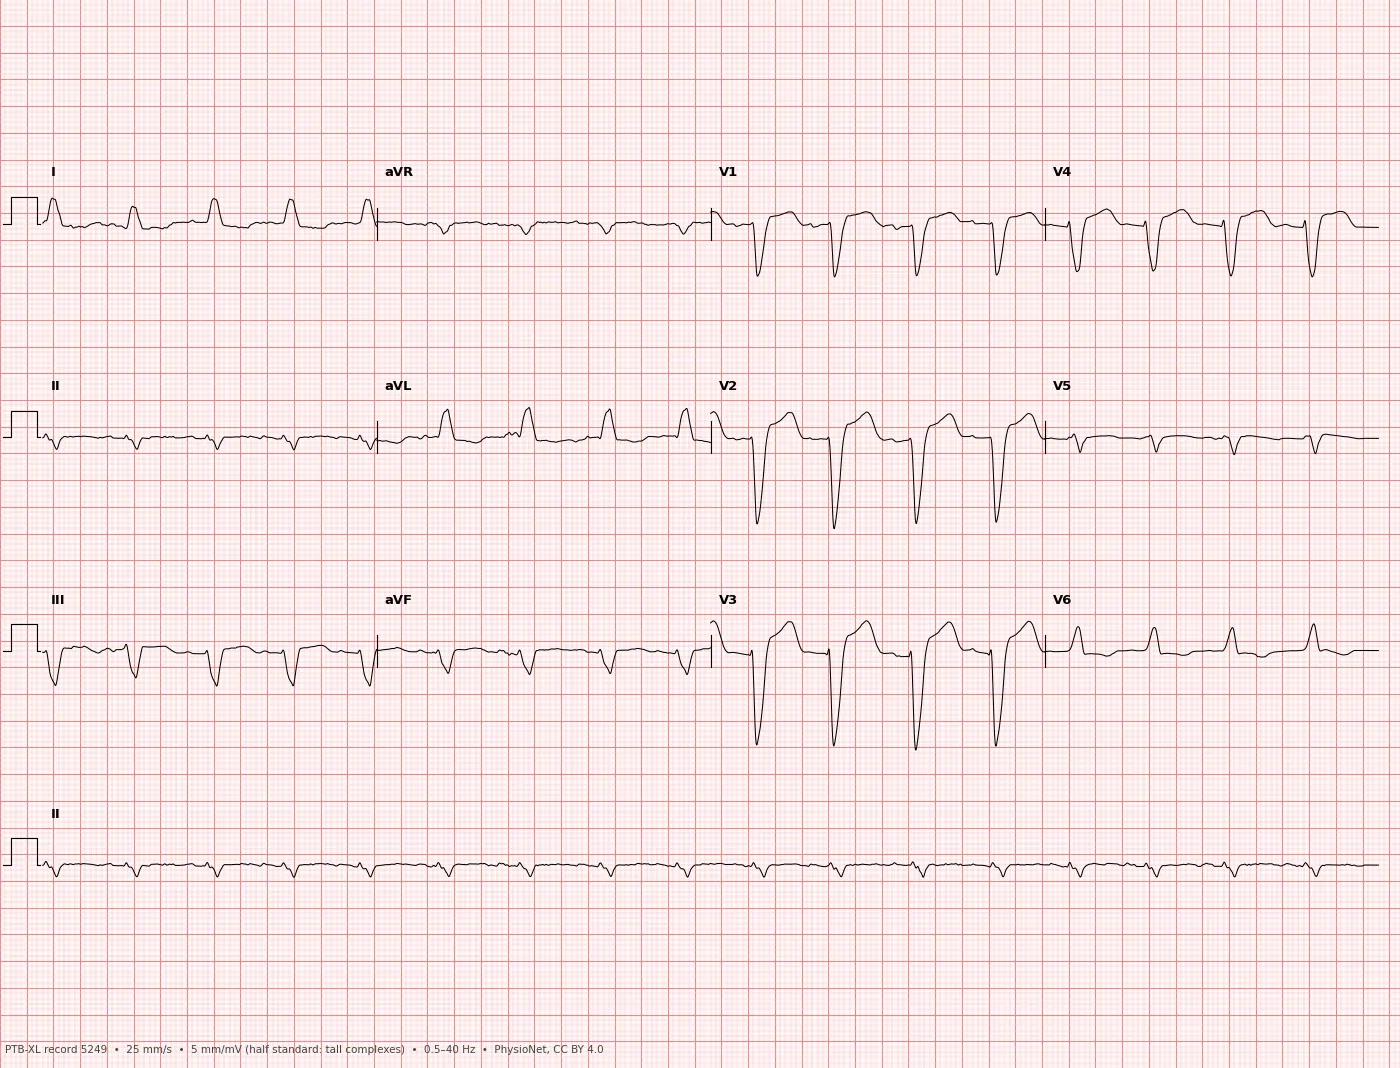 I aVR V1 V4
II aVL V2 V5
III aVF V3 V6
II
PTB-XL record 5249 • 25 mm/s • 5 mm/mV (half standard: tall complexes) • 0.5–40 Hz • PhysioNet, CC BY 4.0